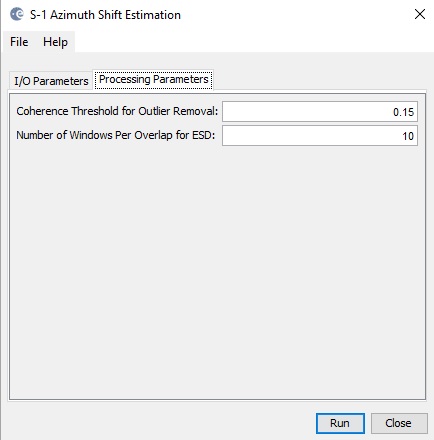 S-1 Azimuth Shift Estimation
File Help
I/O Parameters Processing Parameters
Coherence Threshold for Outlier Removal: 0.15
Number of Windows Per Overlap for ESD: 10
Run Close